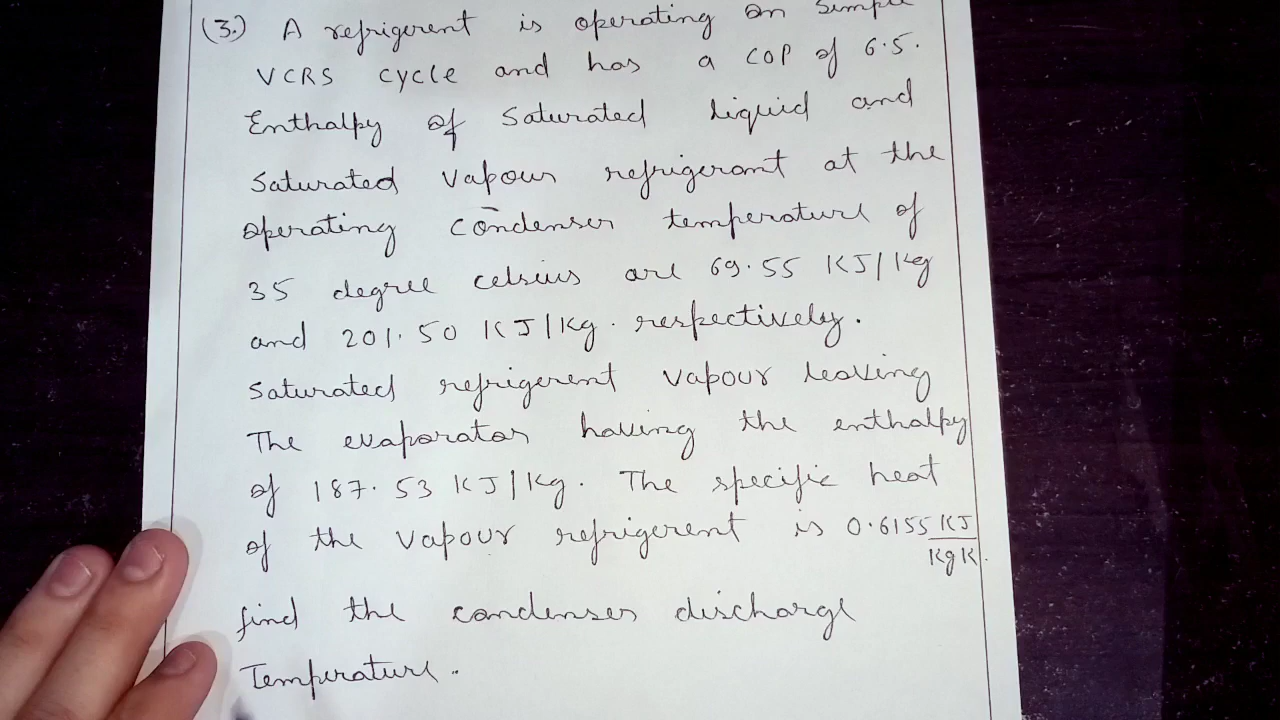 (3.) A refrigerent is operating on simple
VCRS cycle and has a COP of 6.5.
Enthalpy of saturated liquid and
saturated vapour refrigerant at the
operating condenser temperature of
35 degree celsius are 69.55 KJ/Kg
and 201.50 KJ/Kg. respectively.
saturated refrigerent vapour leaving
The evaporator having the enthalpy
of 187.53 KJ/Kg. The specific heat
of the vapour refrigerent is 0.6155 KJ/KgK.
find the condenser discharge
Temperature.